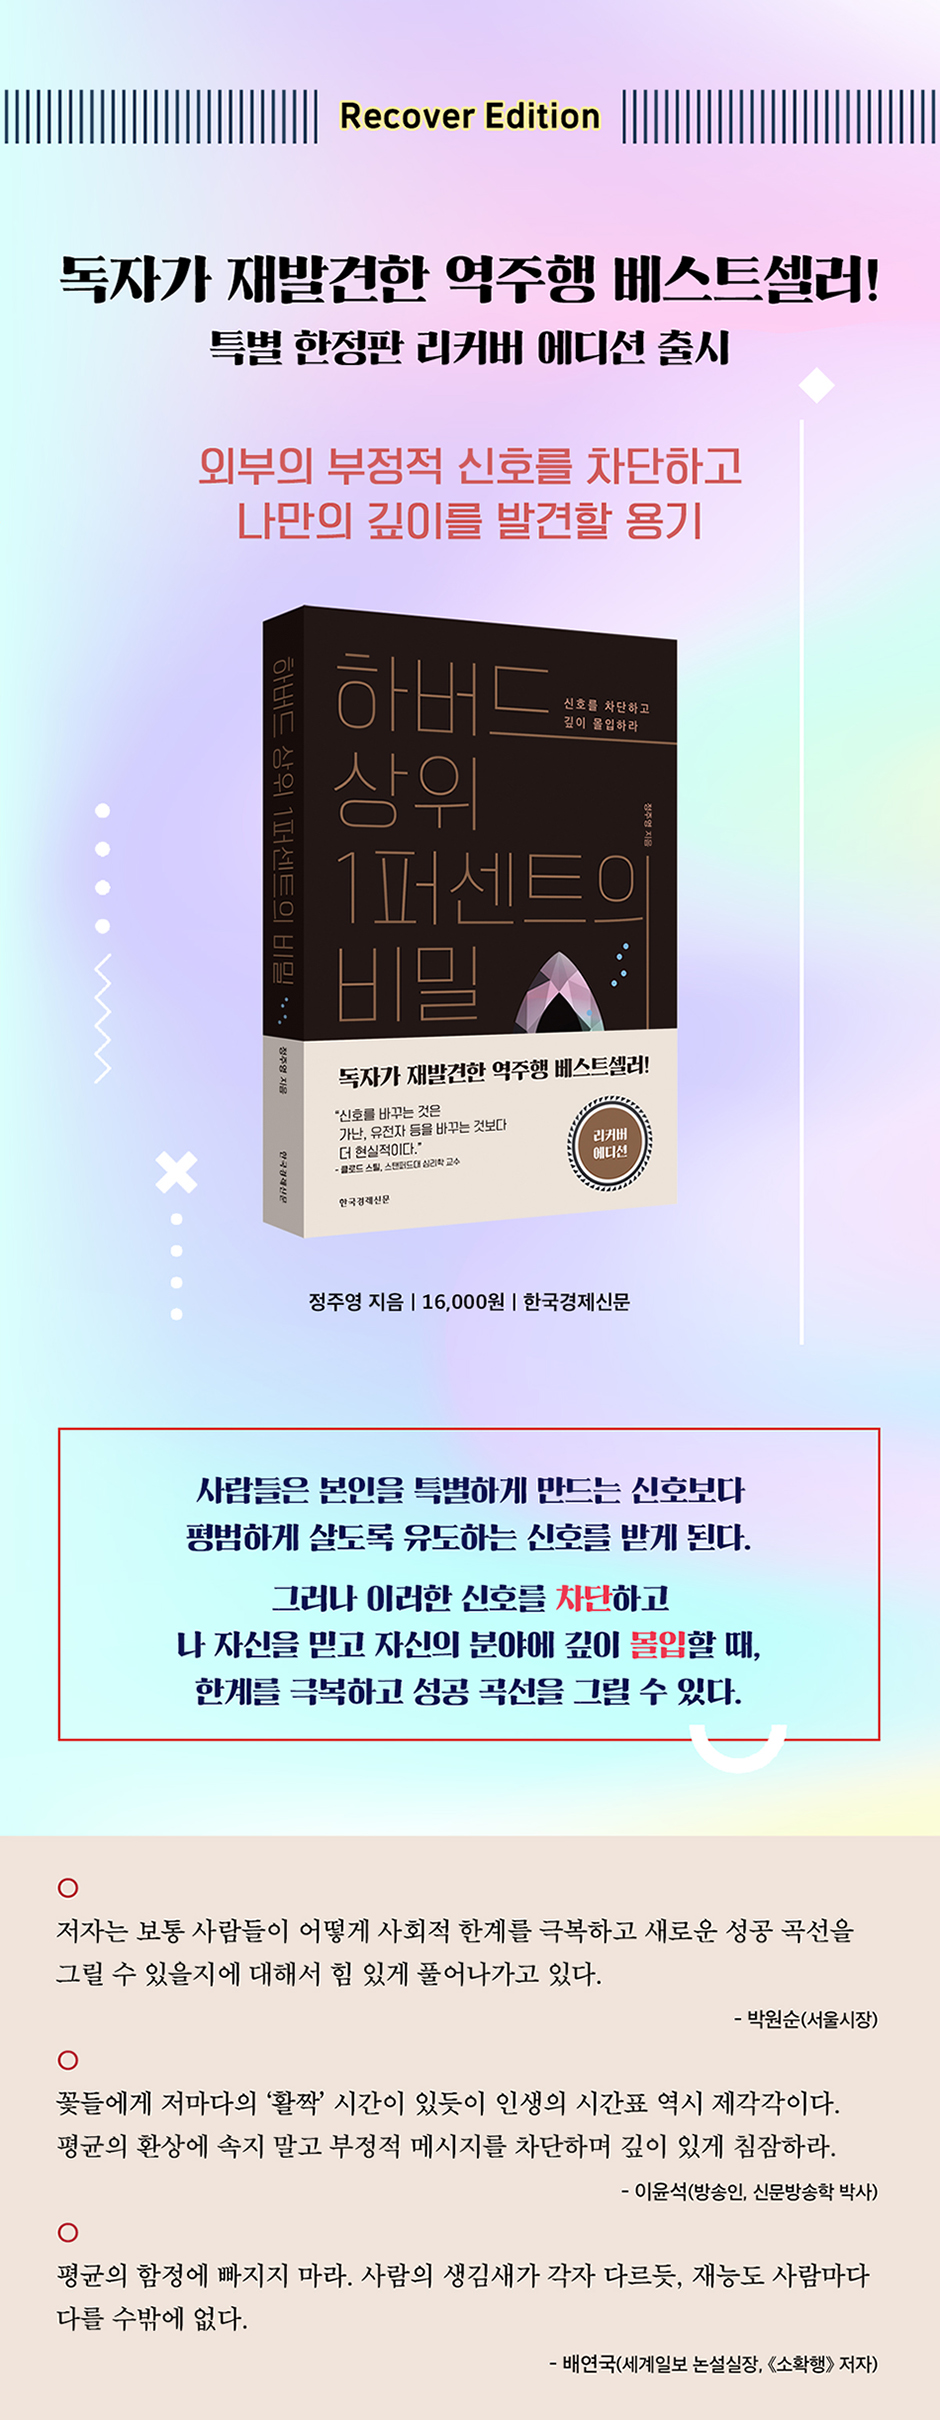 Recover Edition
독자가 재발견한 역주행 베스트셀러!
특별 한정판 리커버 에디션 출시
외부의 부정적 신호를 차단하고
나만의 깊이를 발견할 용기
하버드 상위 1퍼센트의 비밀
정주영 지음
한국경제신문
하버드
신호를 차단하고
깊이 몰입하라
상위
정주영 지음
1퍼센트의
비밀
독자가 재발견한 역주행 베스트셀러!
“신호를 바꾸는 것은
가난, 유전자 등을 바꾸는 것보다
더 현실적이다.”
- 클로드 스틸, 스탠퍼드대 심리학 교수
리커버
에디션
한국경제신문
정주영 지음 | 16,000원 | 한국경제신문
사람들은 본인을 특별하게 만드는 신호보다
평범하게 살도록 유도하는 신호를 받게 된다.
그러나 이러한 신호를 차단하고
나 자신을 믿고 자신의 분야에 깊이 몰입할 때,
한계를 극복하고 성공 곡선을 그릴 수 있다.
저자는 보통 사람들이 어떻게 사회적 한계를 극복하고 새로운 성공 곡선을
그릴 수 있을지에 대해서 힘 있게 풀어나가고 있다.
- 박원순(서울시장)
꽃들에게 저마다의 ‘활짝’ 시간이 있듯이 인생의 시간표 역시 제각각이다.
평균의 환상에 속지 말고 부정적 메시지를 차단하며 깊이 있게 침잠하라.
- 이윤석(방송인, 신문방송학 박사)
평균의 함정에 빠지지 마라. 사람의 생김새가 각자 다르듯, 재능도 사람마다
다를 수밖에 없다.
- 배연국(세계일보 논설실장, 《소확행》 저자)